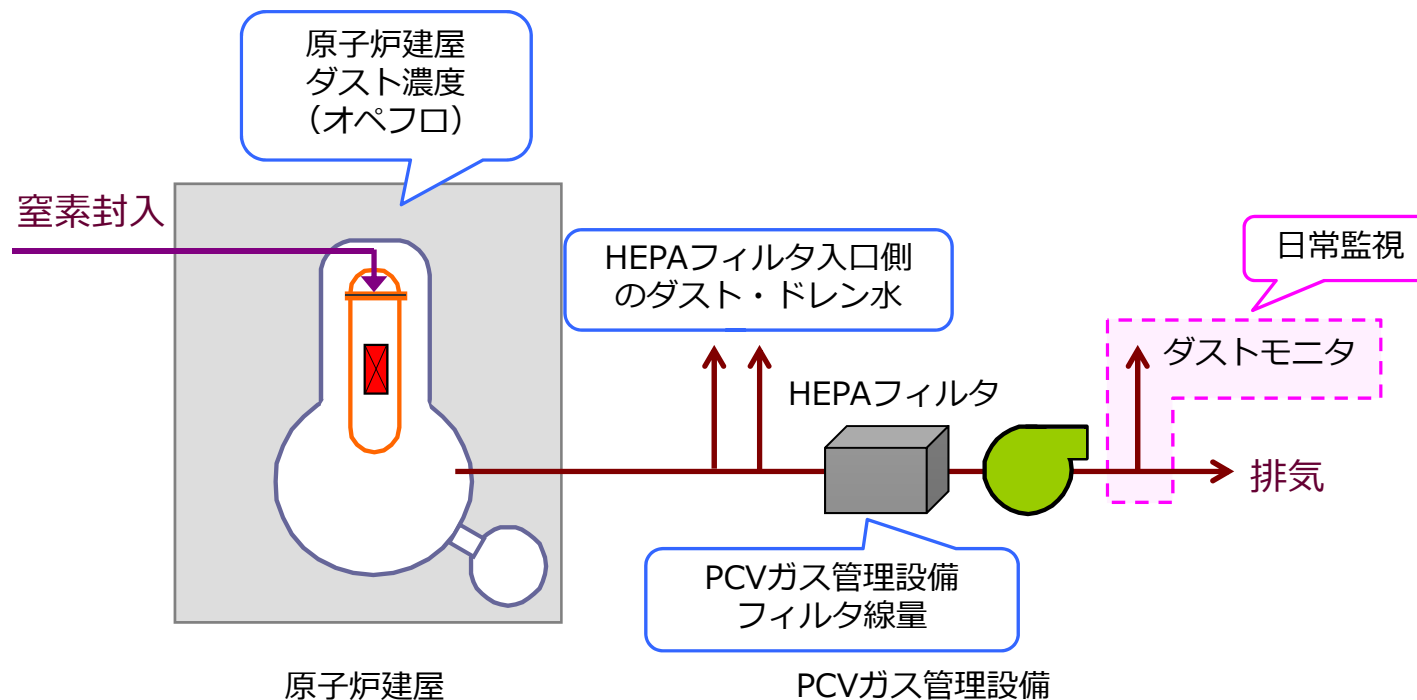 原子炉建屋
ダスト濃度
（オペフロ）
窒素封入
HEPAフィルタ入口側
のダスト・ドレン水
日常監視
ダストモニタ
HEPAフィルタ
排気
PCVガス管理設備
フィルタ線量
原子炉建屋
PCVガス管理設備